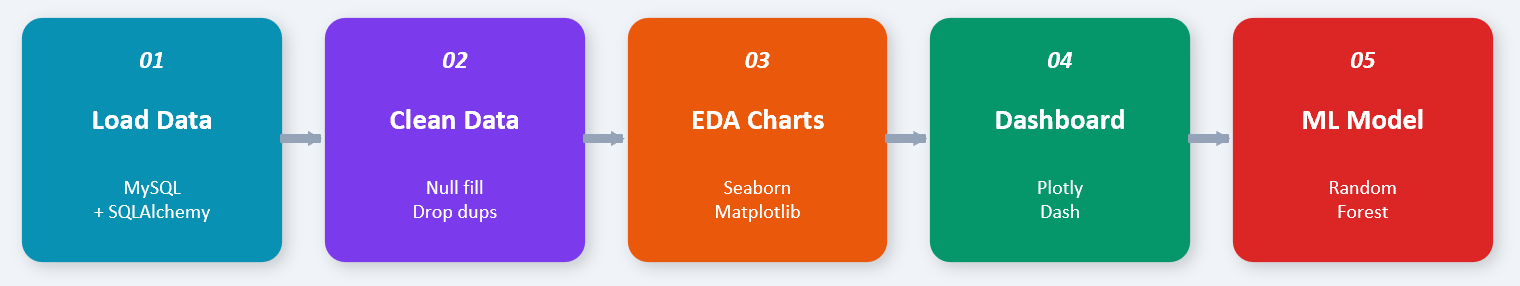 01
Load Data
MySQL
+ SQLAlchemy
02
Clean Data
Null fill
Drop dups
03
EDA Charts
Seaborn
Matplotlib
04
Dashboard
Plotly
Dash
05
ML Model
Random
Forest